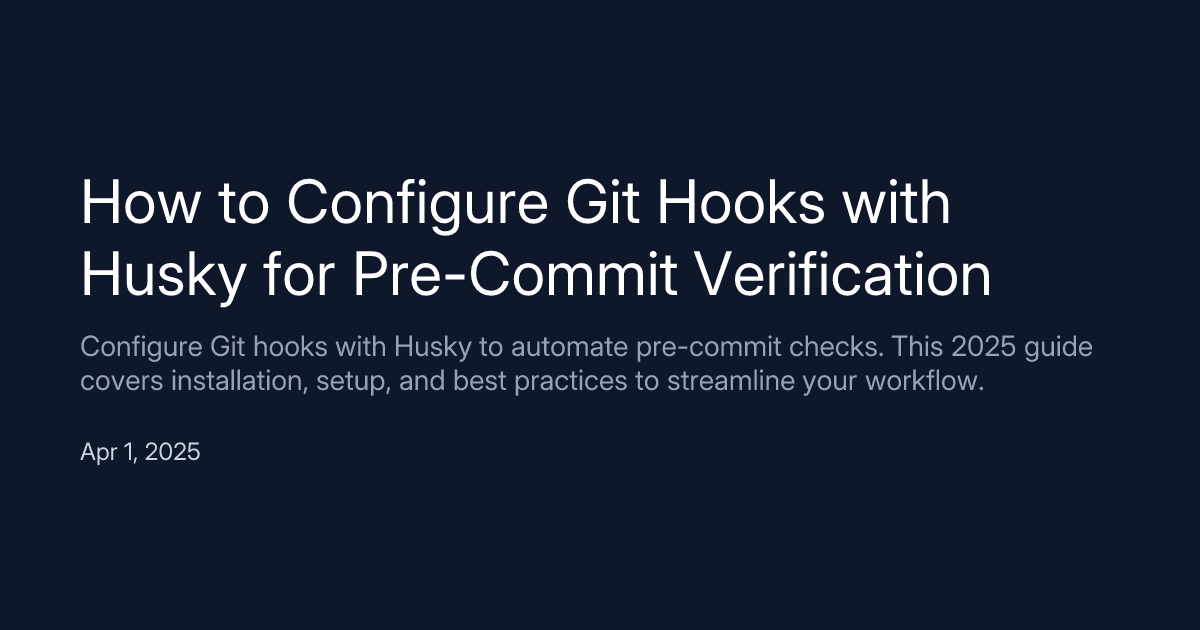 How to Configure Git Hooks with
Husky for Pre-Commit Verification
Configure Git hooks with Husky to automate pre-commit checks. This 2025 guide
covers installation, setup, and best practices to streamline your workflow.
Apr 1, 2025